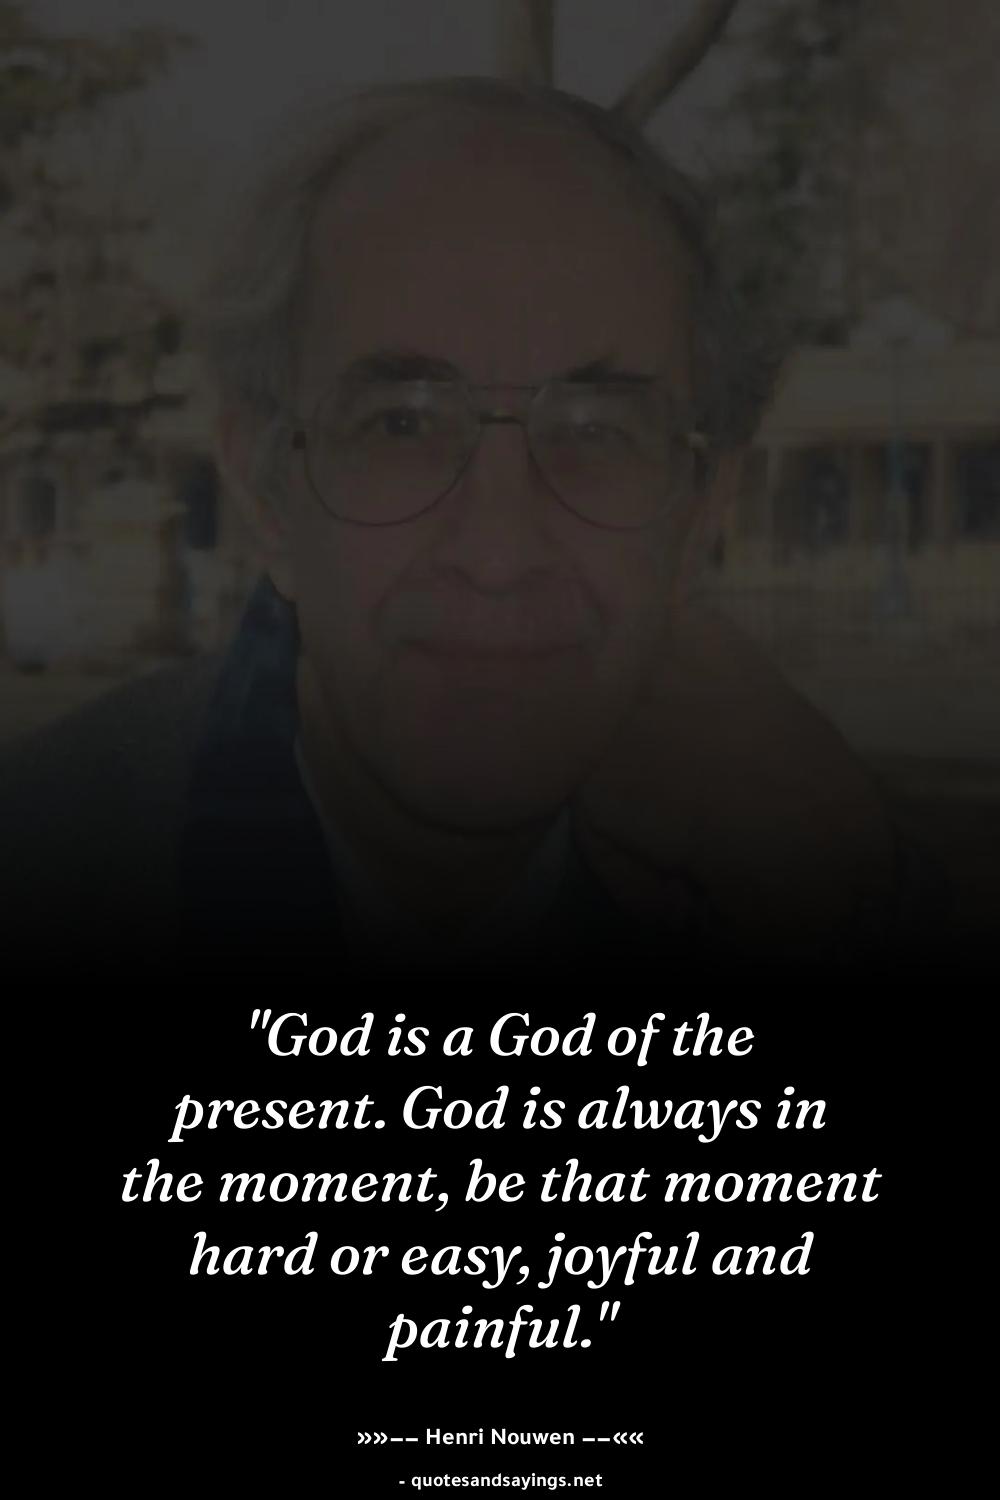 "God is a God of the
present. God is always in
the moment, be that moment
hard or easy, joyful and
painful."
»»−− Henri Nouwen −−««
- quotesandsayings.net